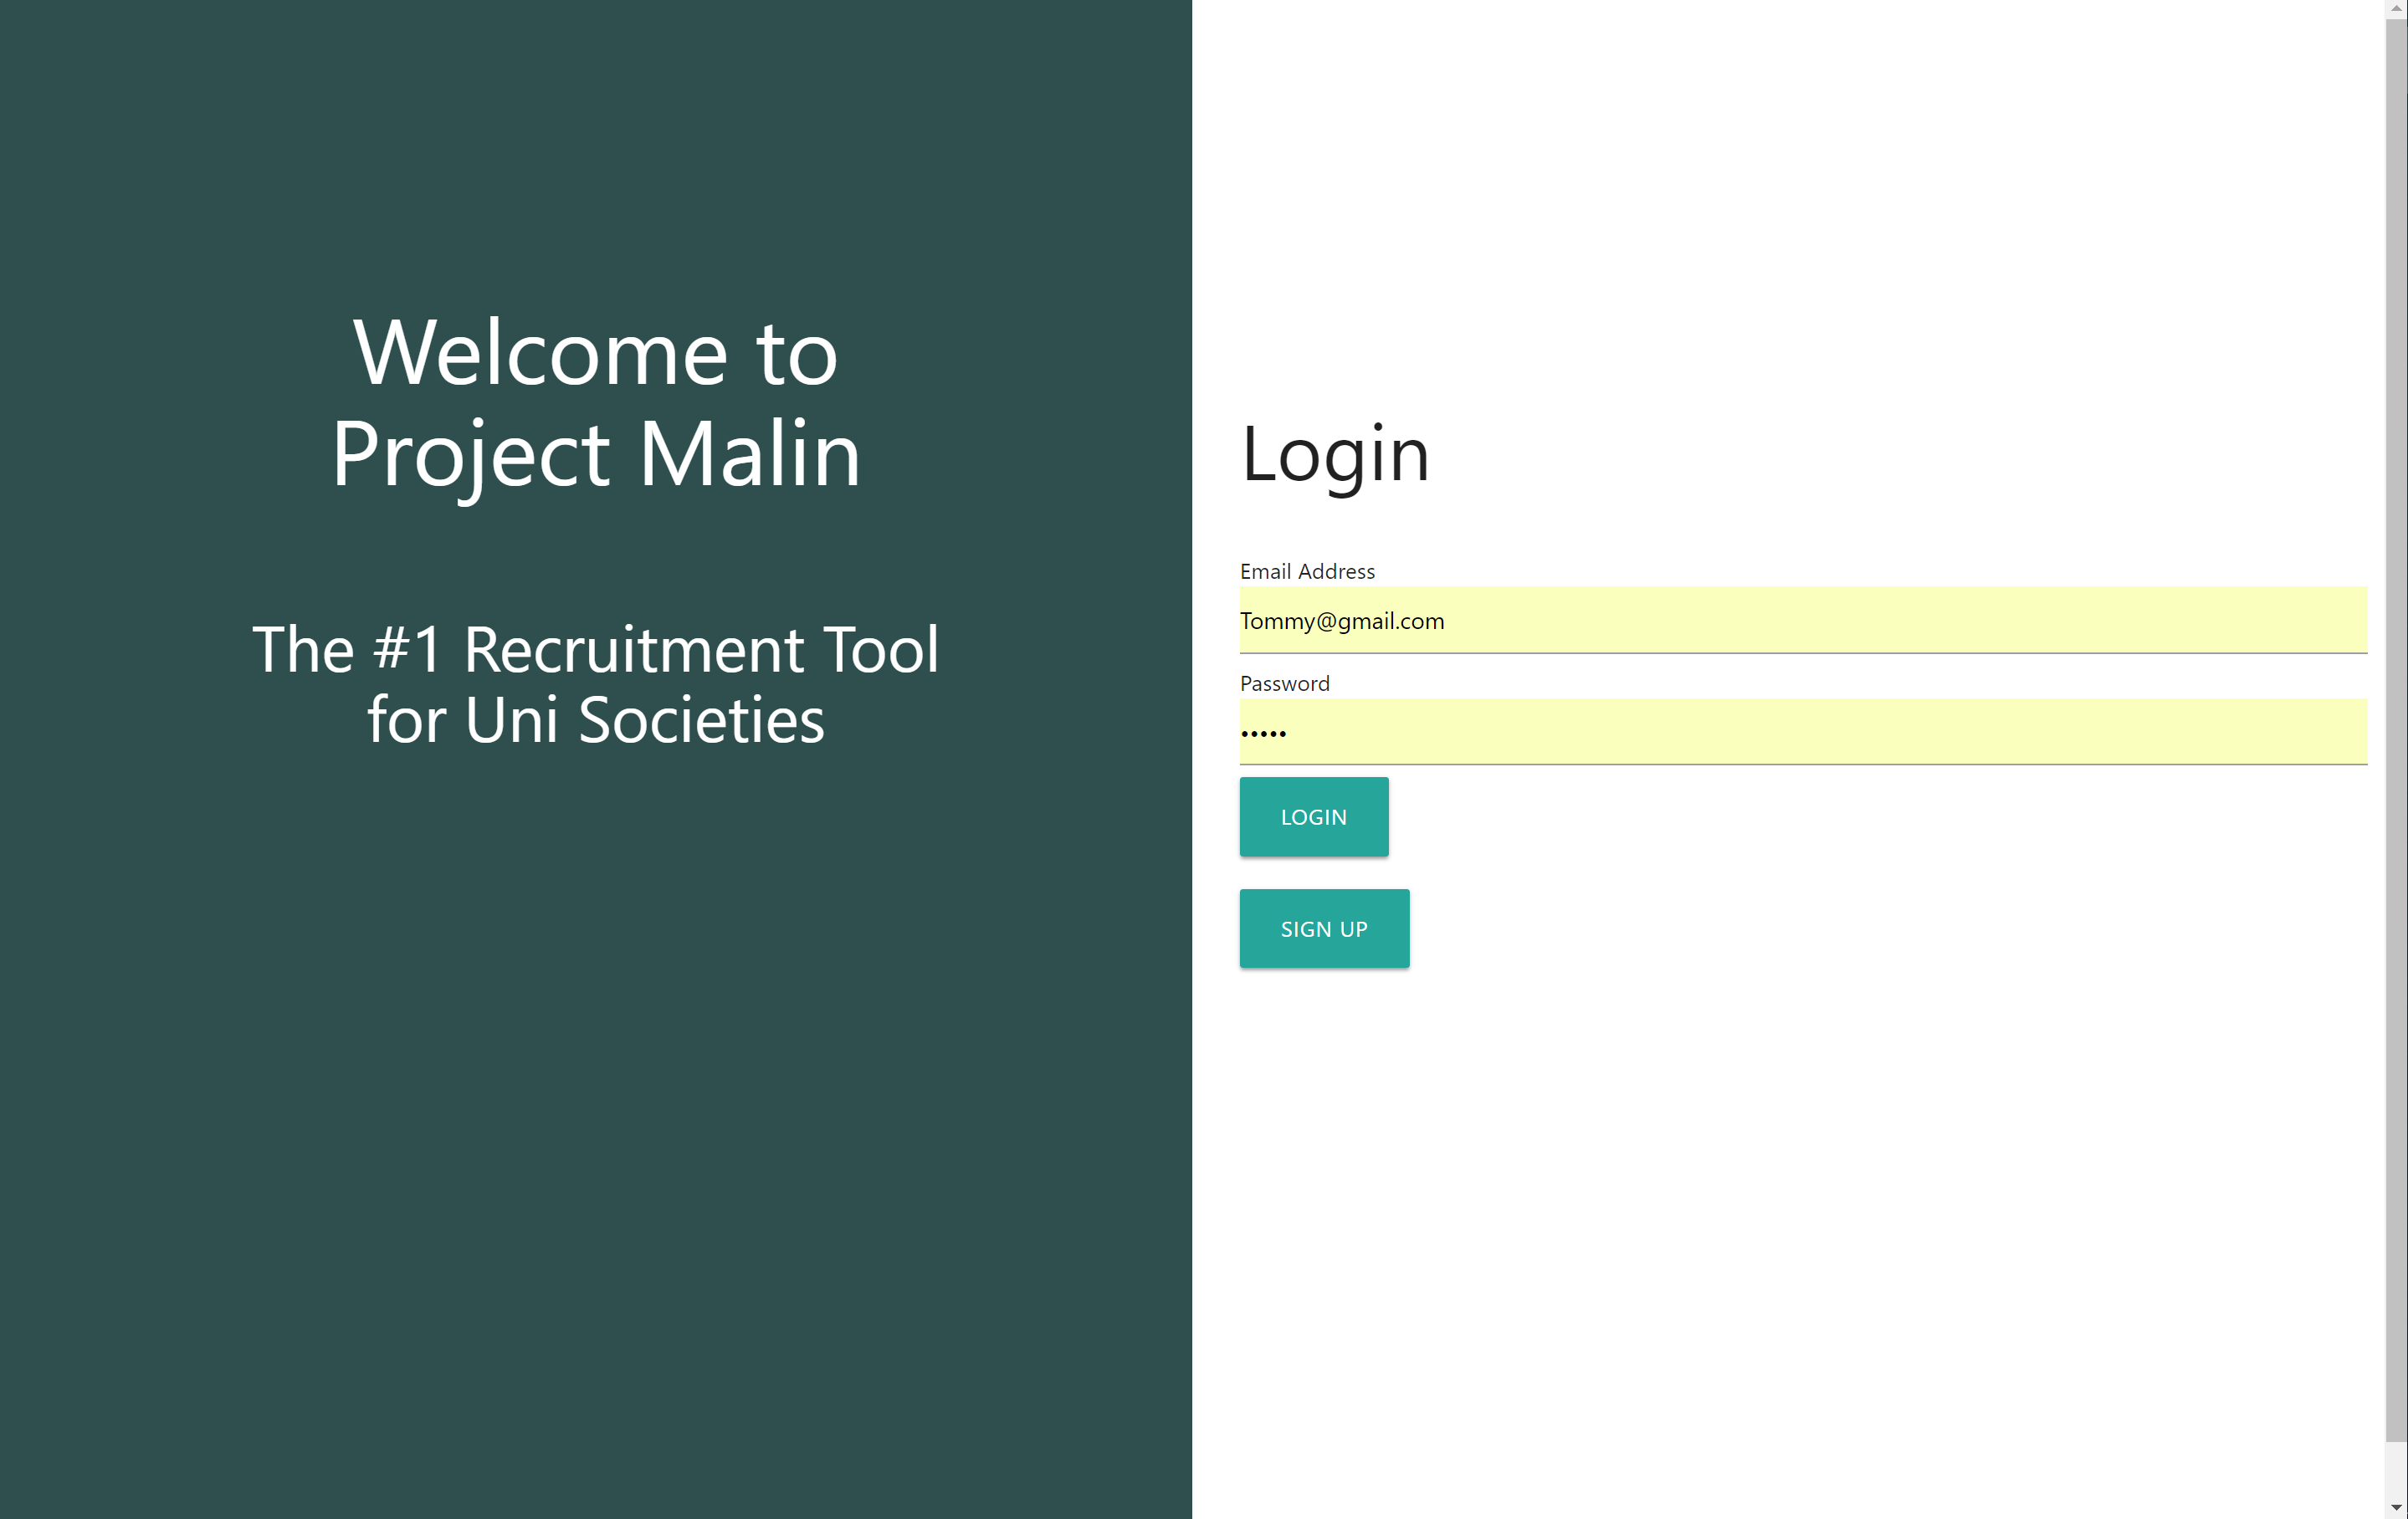 Welcome to
Project Malin
The #1 Recruitment Tool
for Uni Societies
Login
Email Address
Tommy@gmail.com
Password
•••••
LOGIN
SIGN UP